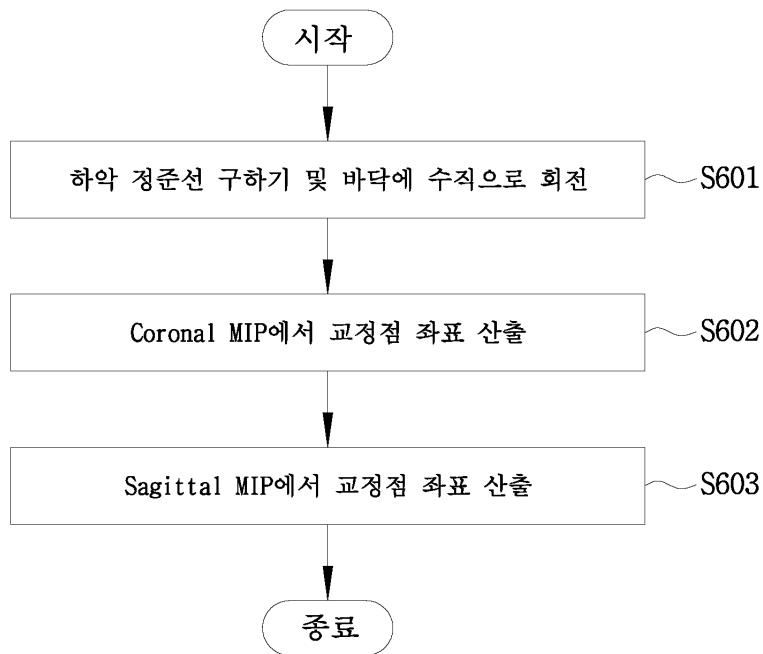 시작
하악 정준선 구하기 및 바닥에 수직으로 회전
S601
Coronal MIP에서 교정점 좌표 산출
S602
Sagittal MIP에서 교정점 좌표 산출
S603
종료